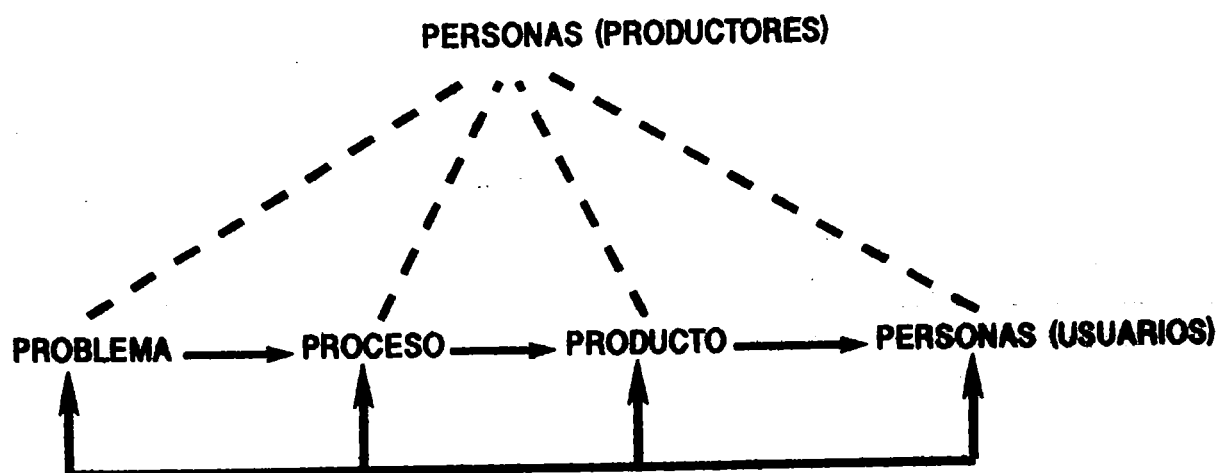 PERSONAS (PRODUCTORES)
PROBLEMA PROCESO PRODUCTO PERSONAS (USUARIOS)